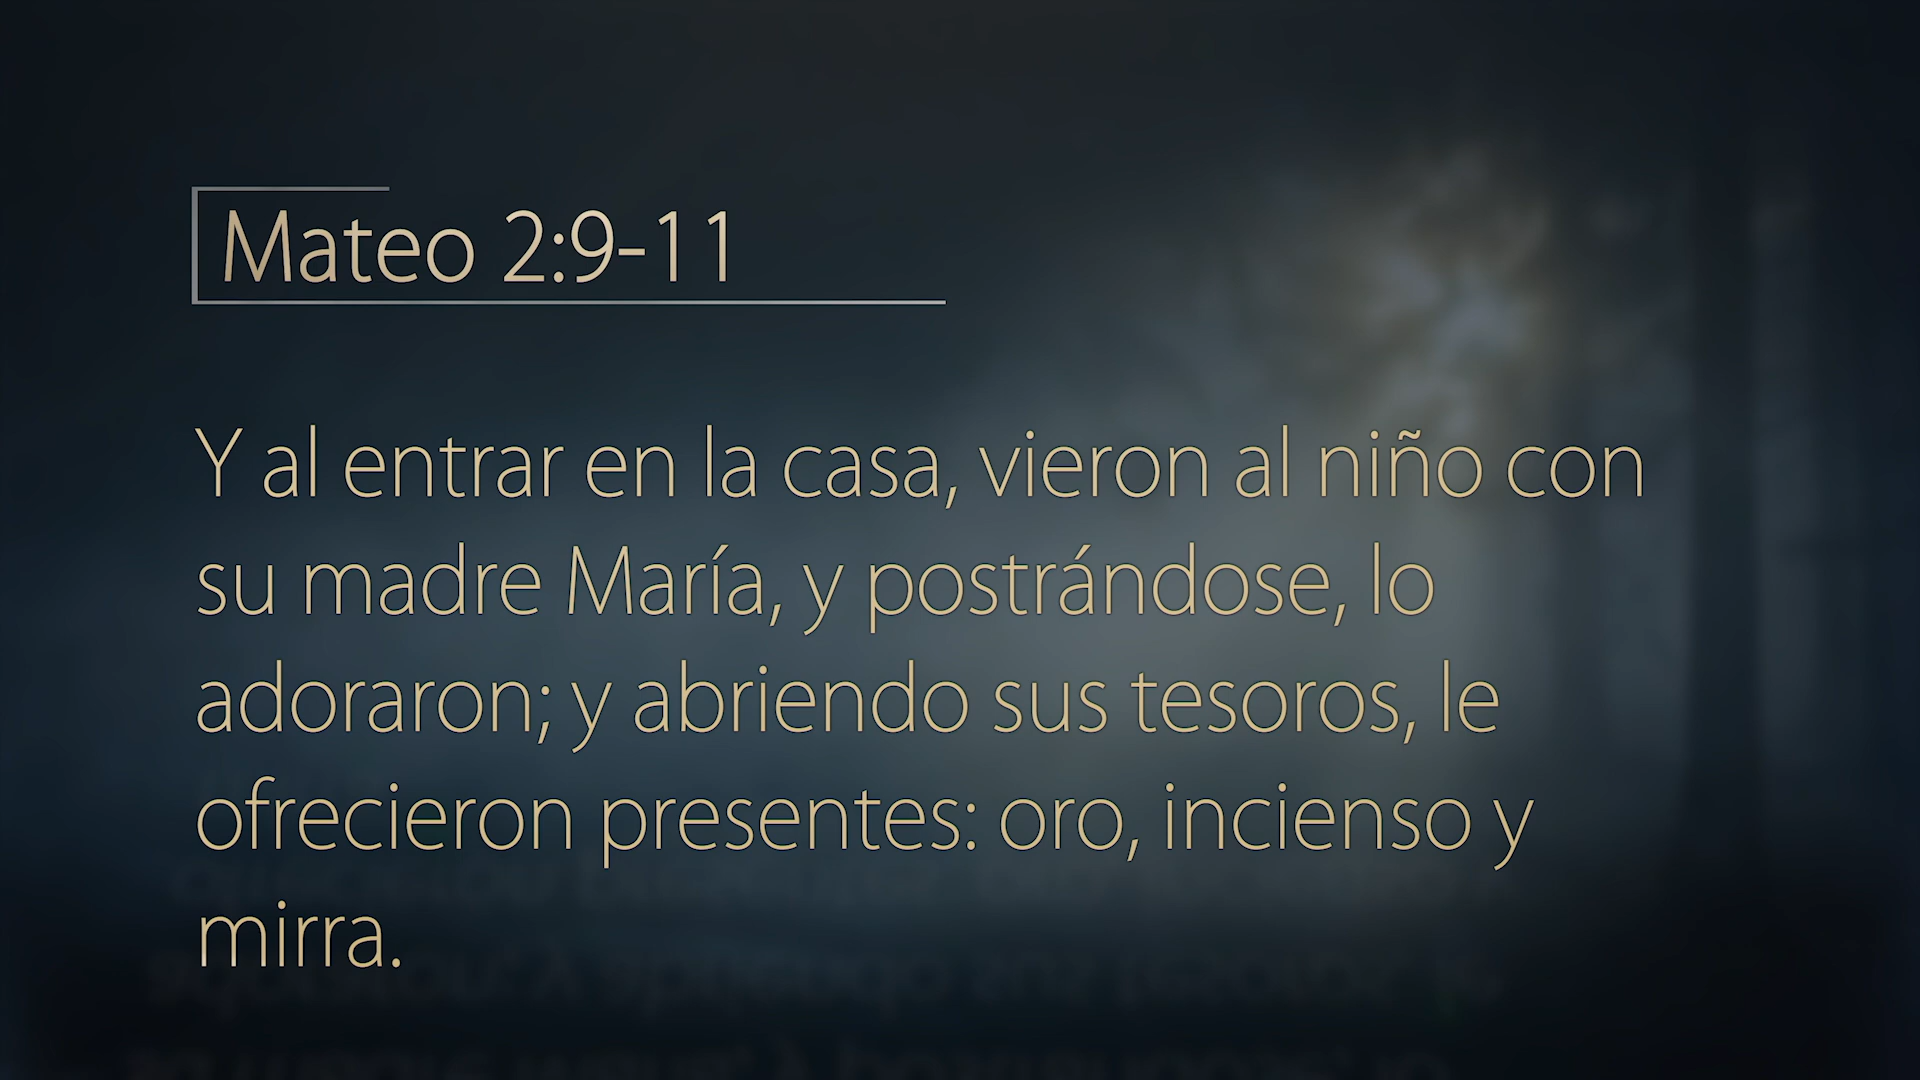 Mateo 2:9-11
Y al entrar en la casa, vieron al niño con
su madre María, y postrándose, lo
adoraron; y abriendo sus tesoros, le
ofrecieron presentes: oro, incienso y
mirra.